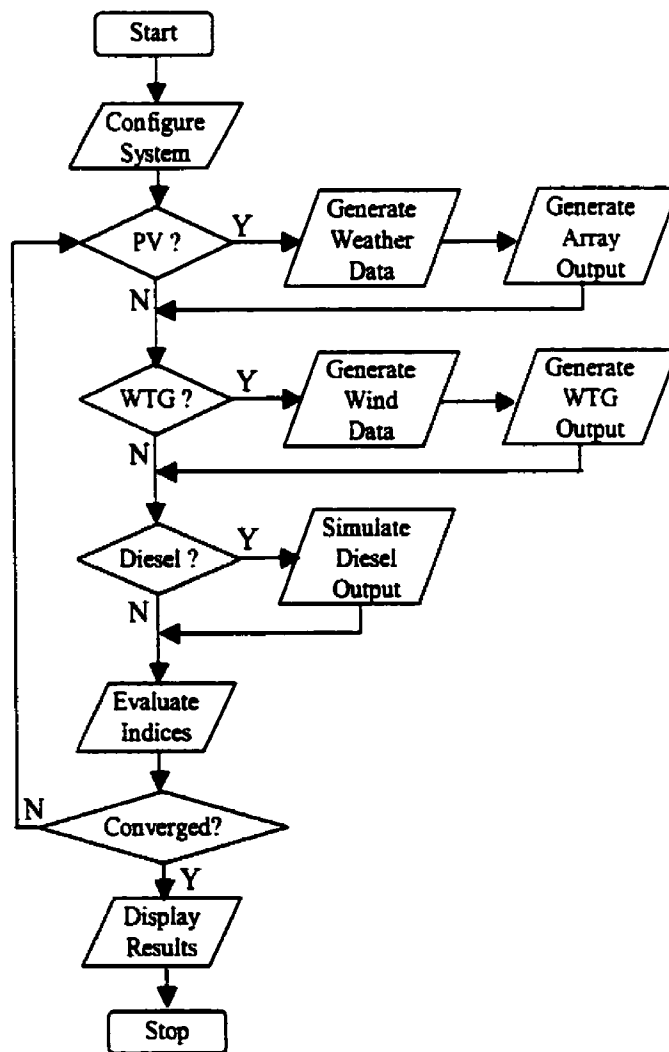 Start
Configure
System
PV ?
Y
Generate
Weather
Data
Generate
Array
Output
N
WTG ?
Y
Generate
Wind
Data
Generate
WTG
Output
N
Diesel ?
Y
Simulate
Diesel
Output
N
Evaluate
Indices
N
Converged?
Y
Display
Results
Stop